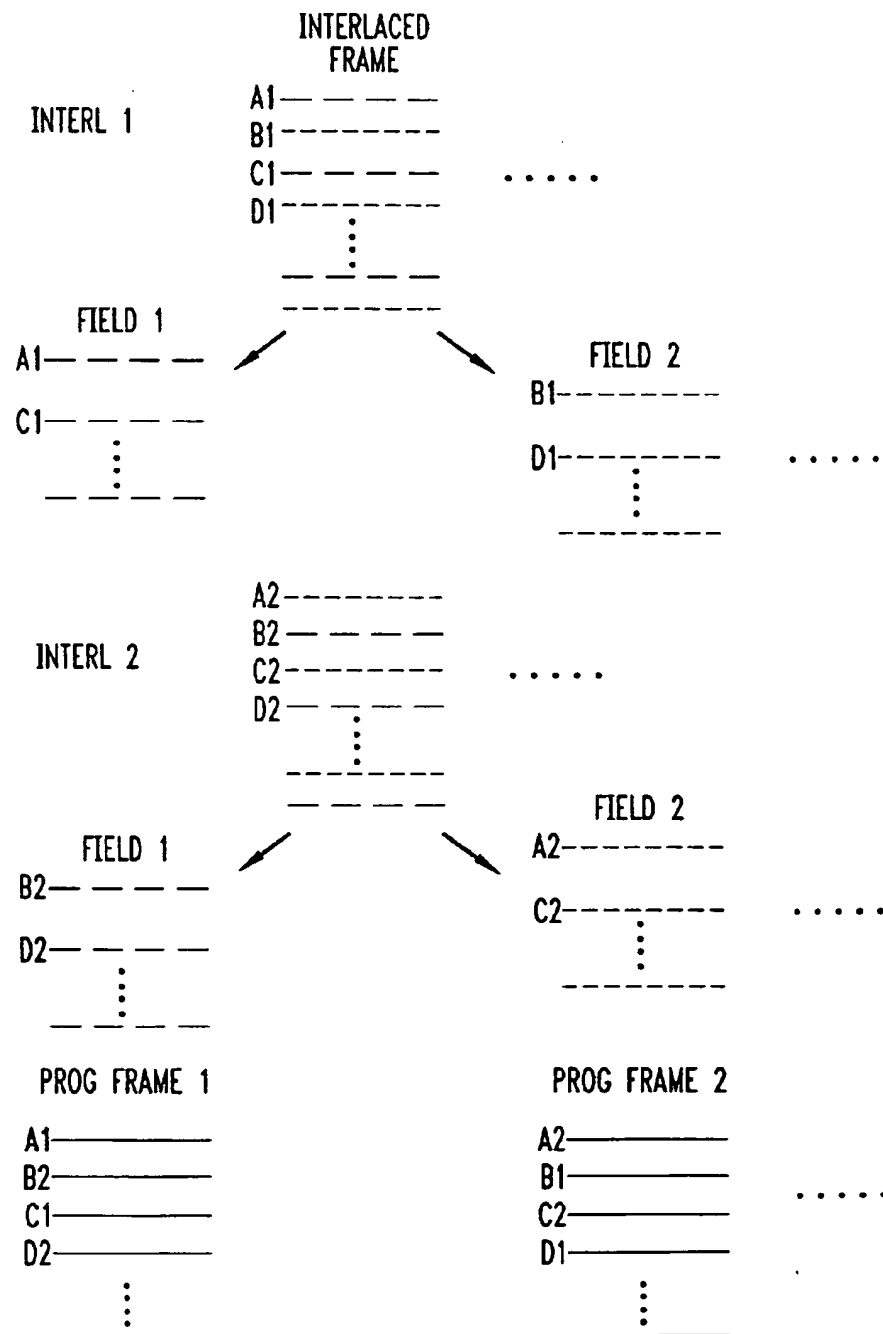 INTERLACED
FRAME
INTERL 1
A1
B1
C1
D1
FIELD 1
A1
C1
FIELD 2
B1
D1
INTERL 2
A2
B2
C2
D2
FIELD 1
B2
D2
FIELD 2
A2
C2
PROG FRAME 1
A1
B2
C1
D2
PROG FRAME 2
A2
B1
C2
D1